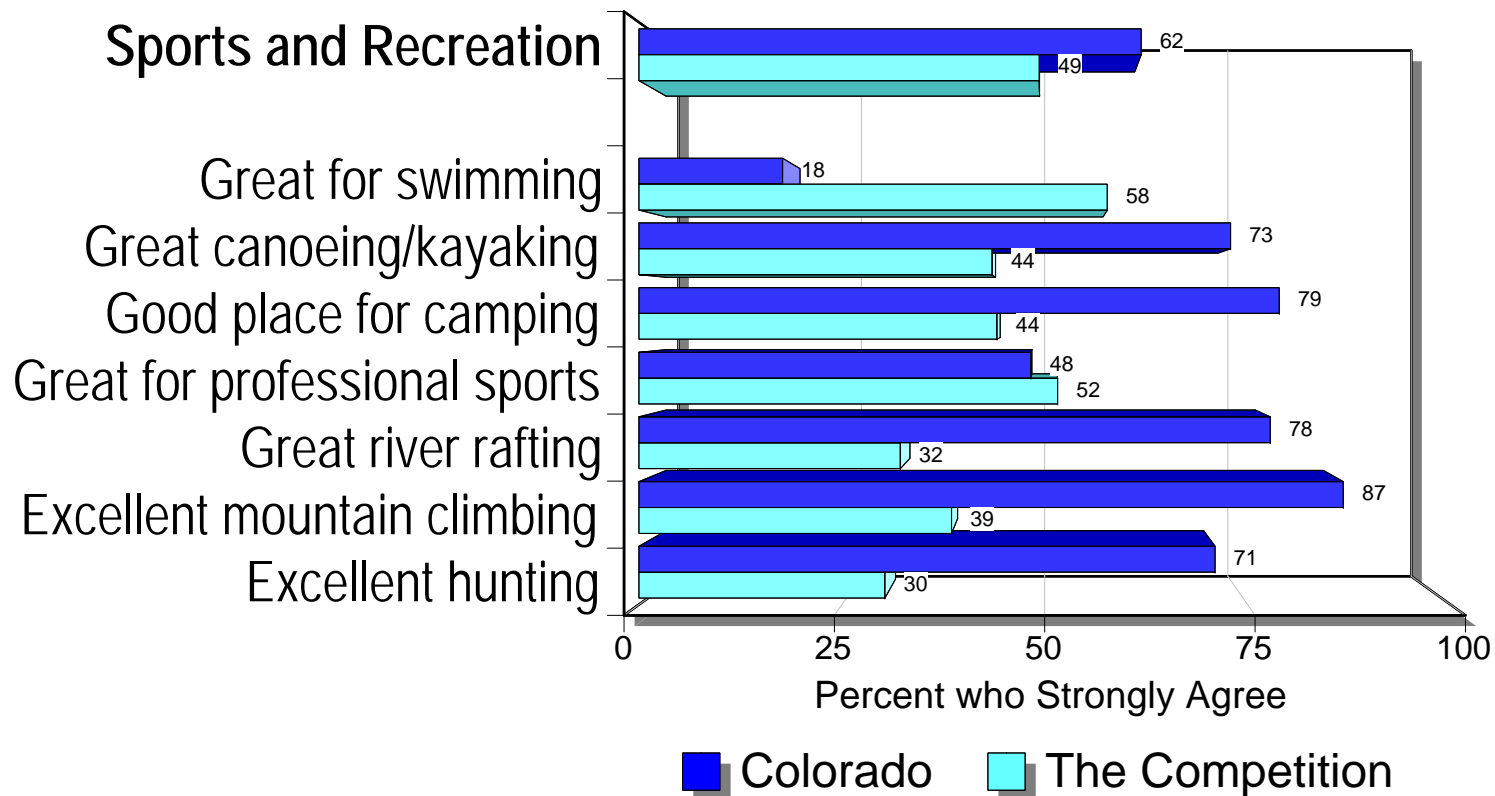 Sports and Recreation
62
49
Great for swimming
18
58
Great canoeing/kayaking
73
44
Good place for camping
79
44
Great for professional sports
48
52
Great river rafting
78
32
Excellent mountain climbing
87
39
Excellent hunting
71
30
0 25 50 75 100
Percent who Strongly Agree
Colorado The Competition